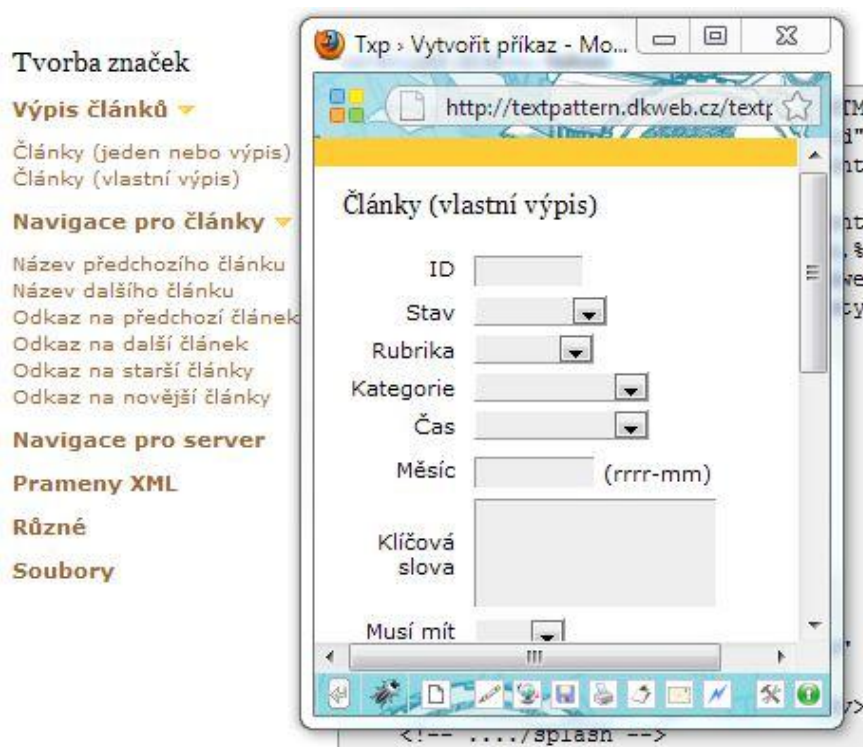 Tvorba značek
Výpis článků
Články (jeden nebo výpis)
Články (vlastní výpis)
Navigace pro články
Název předchozího článku
Název dalšího článku
Odkaz na předchozí článek
Odkaz na další článek
Odkaz na starší články
Odkaz na novější články
Navigace pro server
Prameny XML
Různé
Soubory
Txp › Vytvořit příkaz - Mo...
http://textpattern.dkweb.cz/textp
Články (vlastní výpis)
ID
Stav
Rubrika
Kategorie
Čas
Měsíc (rrrr-mm)
Klíčová
slova
Musí mít
<!-- ..../splash -->